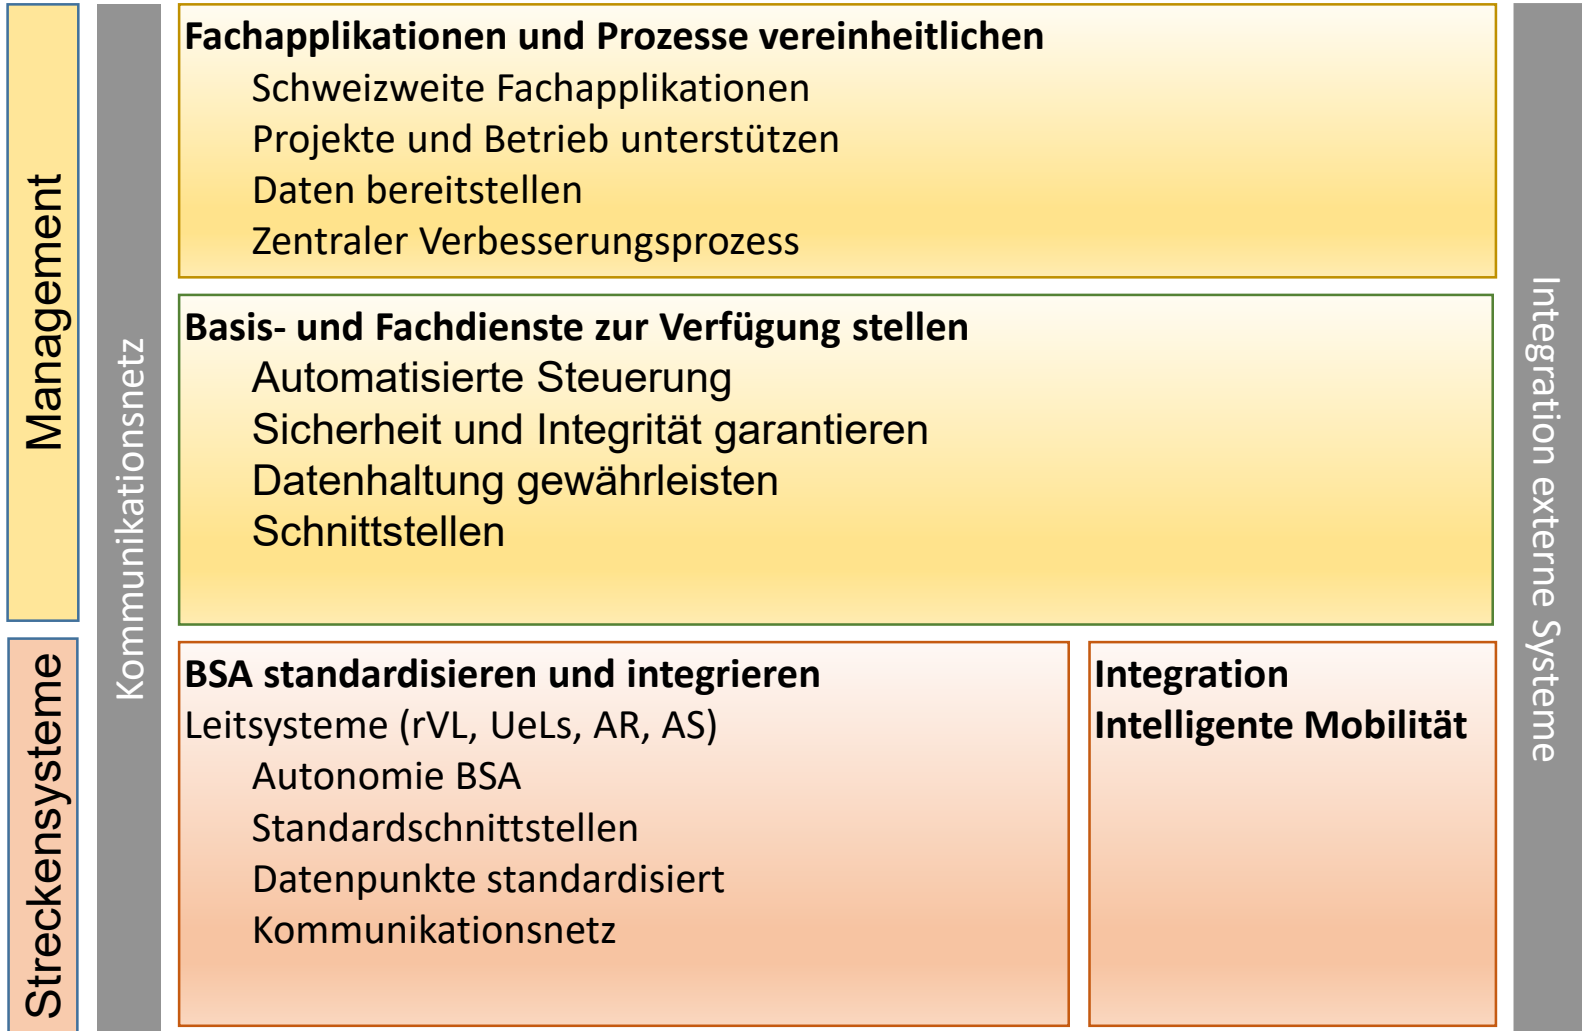 Management
Streckensysteme
Kommunikationsnetz
Fachapplikationen und Prozesse vereinheitlichen
Schweizweite Fachapplikationen
Projekte und Betrieb unterstützen
Daten bereitstellen
Zentraler Verbesserungsprozess
Basis- und Fachdienste zur Verfügung stellen
Automatisierte Steuerung
Sicherheit und Integrität garantieren
Datenhaltung gewährleisten
Schnittstellen
BSA standardisieren und integrieren
Leitsysteme (rVL, UeLs, AR, AS)
Autonomie BSA
Standardschnittstellen
Datenpunkte standardisiert
Kommunikationsnetz
Integration
Intelligente Mobilität
Integration externe Systeme